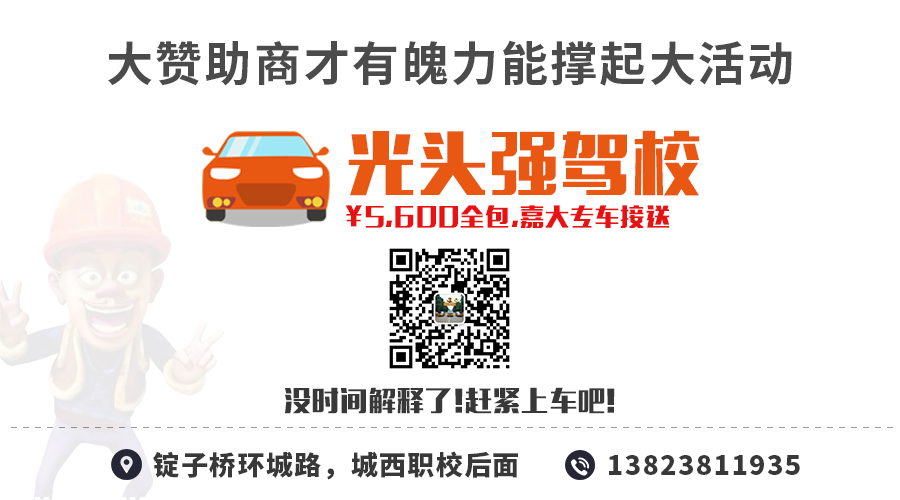 大赞助商才有魄力能撑起大活动
光头强驾校
¥5,600全包,嘉大专车接送
没时间解释了!赶紧上车吧!
锭子桥环城路，城西职校后面
13823811935